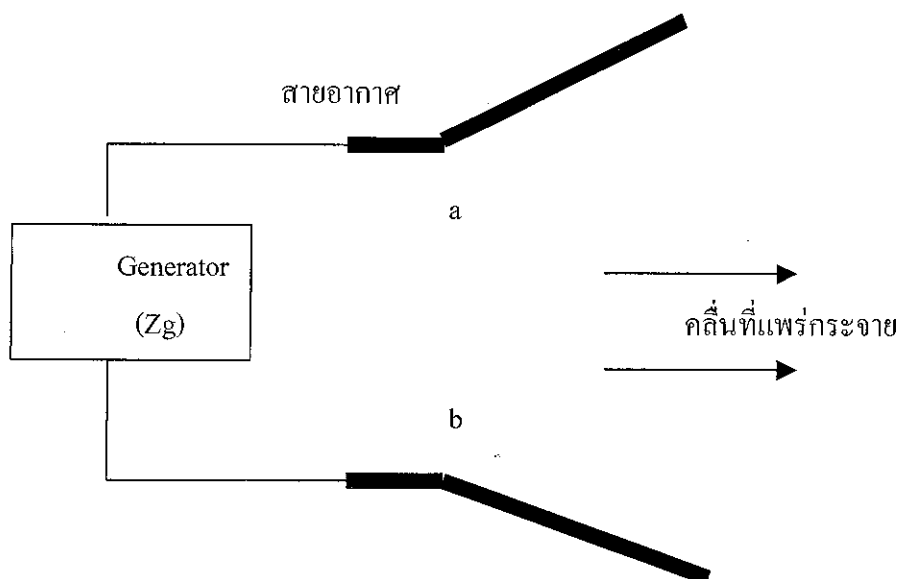 สายอากาศ
a
Generator
(Zg)
คลื่นที่แพร่กระจาย
b